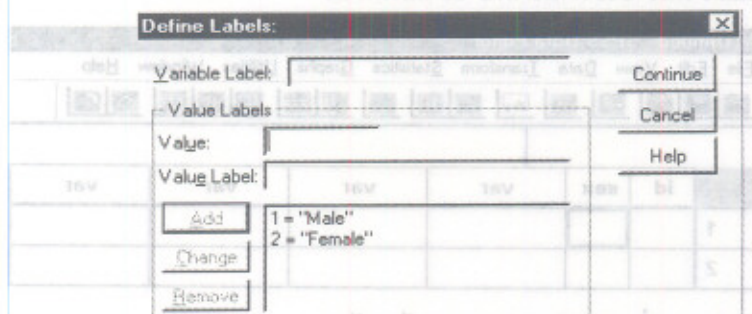 Define Labels:
Variable Label:
Continue
Value Labels
Cancel
Value:
Help
Value Label:
Add
1 = "Male"
2 = "Female"
Change
Remove